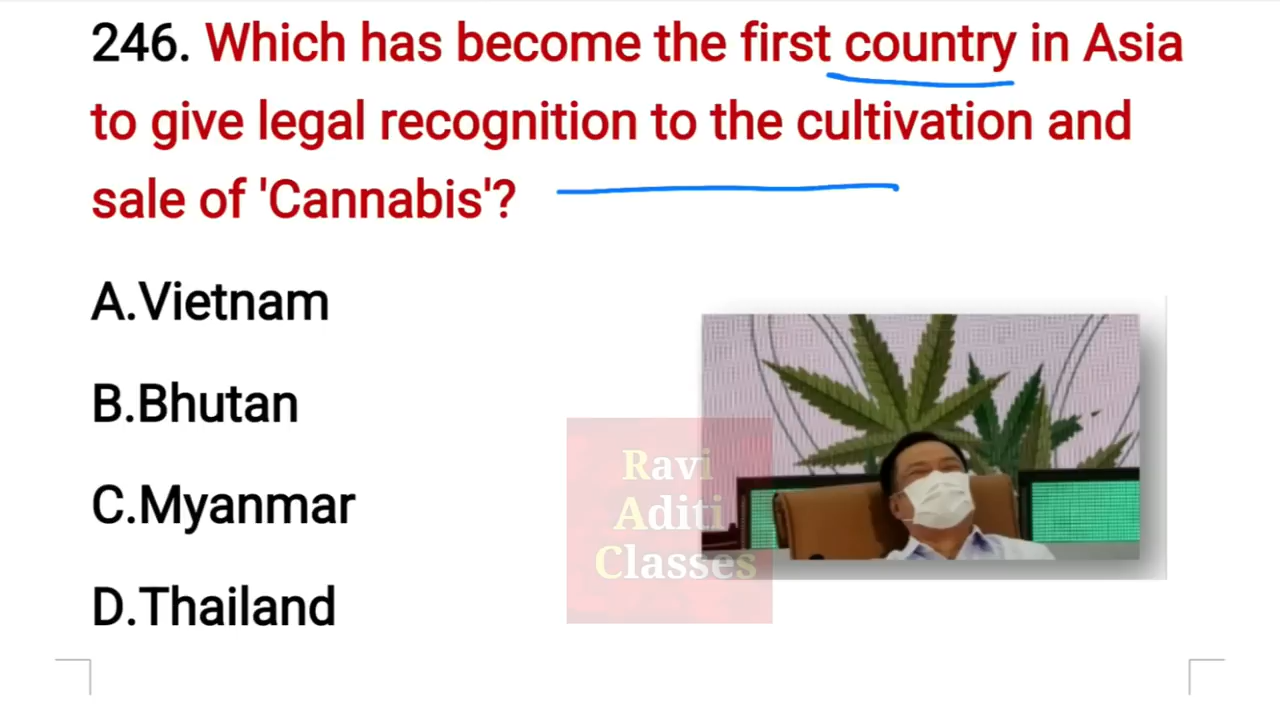 246. Which has become the first country in Asia
to give legal recognition to the cultivation and
sale of 'Cannabis'?
A.Vietnam
B.Bhutan
C.Myanmar
D.Thailand
Ravi
Aditi
Classes